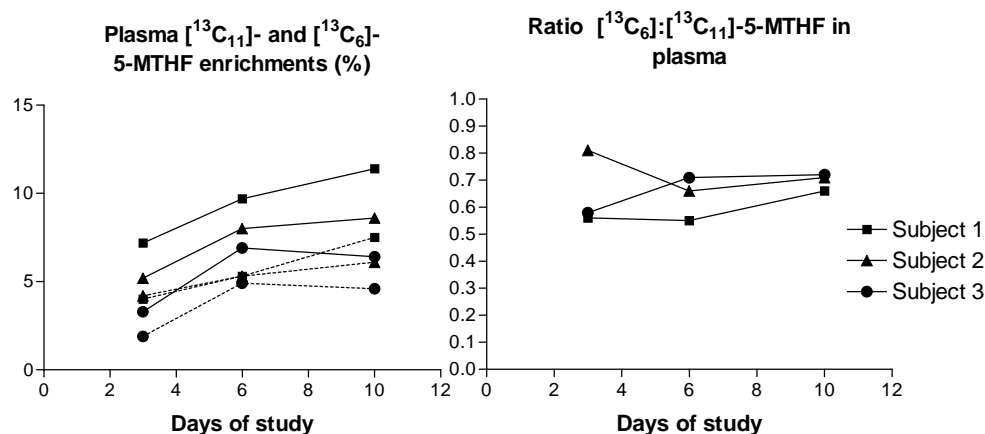 Plasma [¹³C₁₁]- and [¹³C₆]-
5-MTHF enrichments (%)
15
10
5
0
0 2 4 6 8 10 12
Days of study
Ratio [¹³C₆]:[¹³C₁₁]-5-MTHF in
plasma
1.0
0.9
0.8
0.7
0.6
0.5
0.4
0.3
0.2
0.1
0.0
0 2 4 6 8 10 12
Days of study
Subject 1
Subject 2
Subject 3